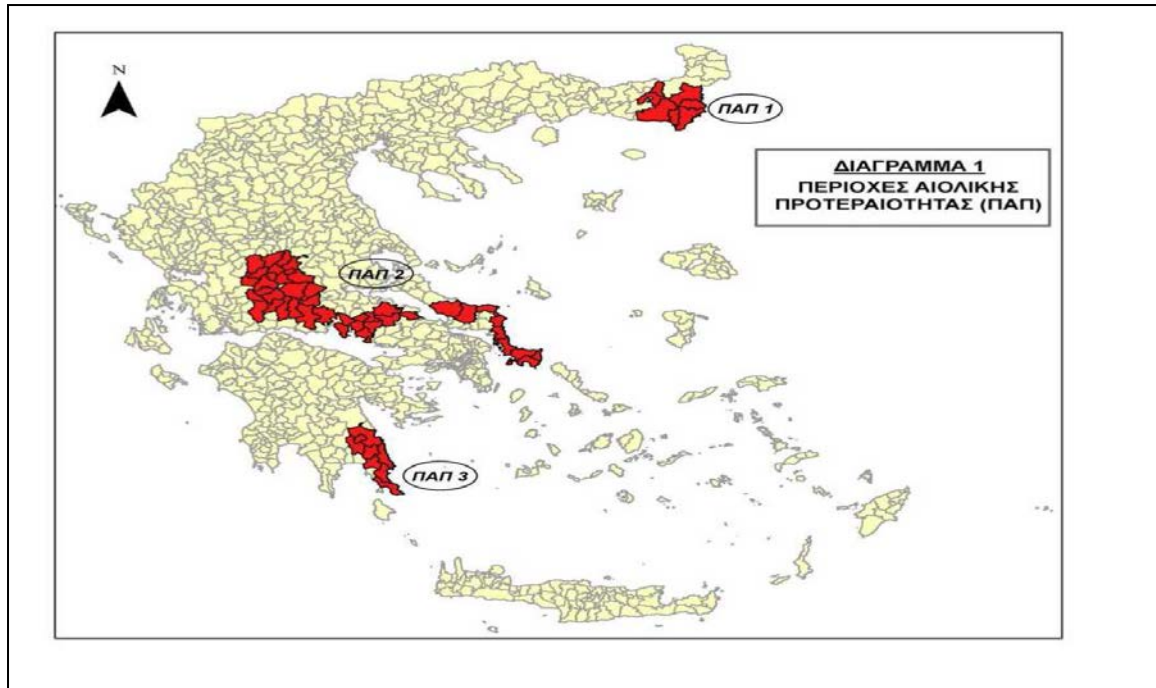 N
ΠΑΠ 1
ΔΙΑΓΡΑΜΜΑ 1
ΠΕΡΙΟΧΕΣ ΑΙΟΛΙΚΗΣ
ΠΡΟΤΕΡΑΙΟΤΗΤΑΣ (ΠΑΠ)
ΠΑΠ 2
ΠΑΠ 3